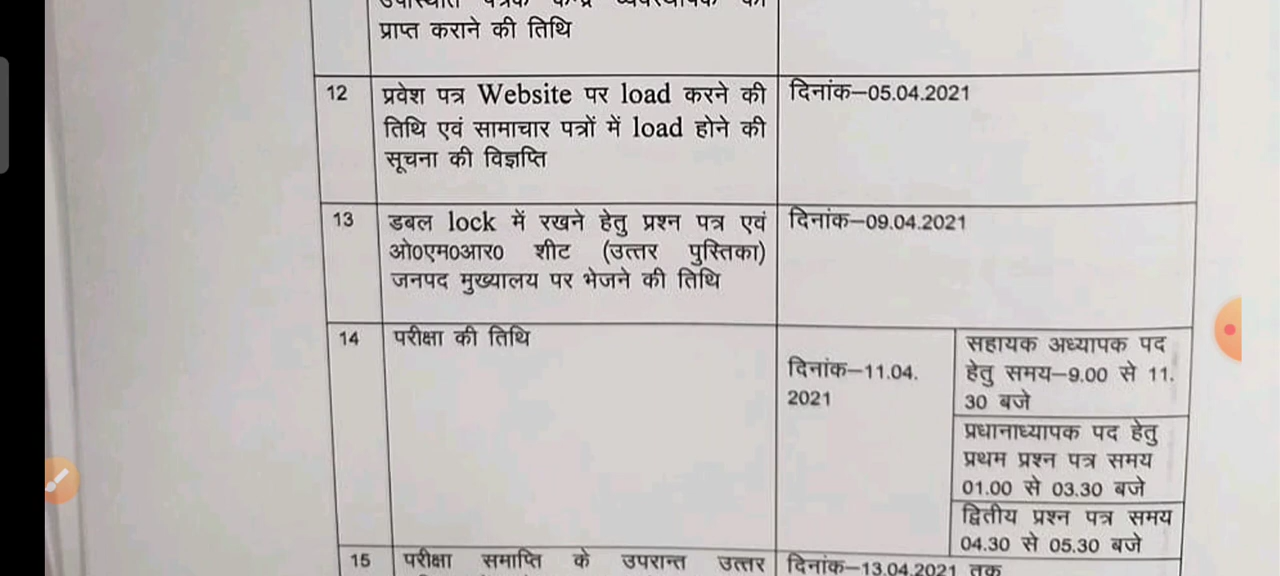 प्राप्त कराने की तिथि
12 प्रवेश पत्र Website पर load करने की दिनांक–05.04.2021
तिथि एवं सामाचार पत्रों में load होने की
सूचना की विज्ञप्ति
13 डबल lock में रखने हेतु प्रश्न पत्र एवं दिनांक–09.04.2021
ओ0एम0आर0 शीट (उत्तर पुस्तिका)
जनपद मुख्यालय पर भेजने की तिथि
14 परीक्षा की तिथि
दिनांक–11.04.
2021
सहायक अध्यापक पद
हेतु समय–9.00 से 11.
30 बजे
प्रधानाध्यापक पद हेतु
प्रथम प्रश्न पत्र समय
01.00 से 03.30 बजे
द्वितीय प्रश्न पत्र समय
04.30 से 05.30 बजे
15 परीक्षा समाप्ति के उपरान्त उत्तर दिनांक–13.04.2021 तक